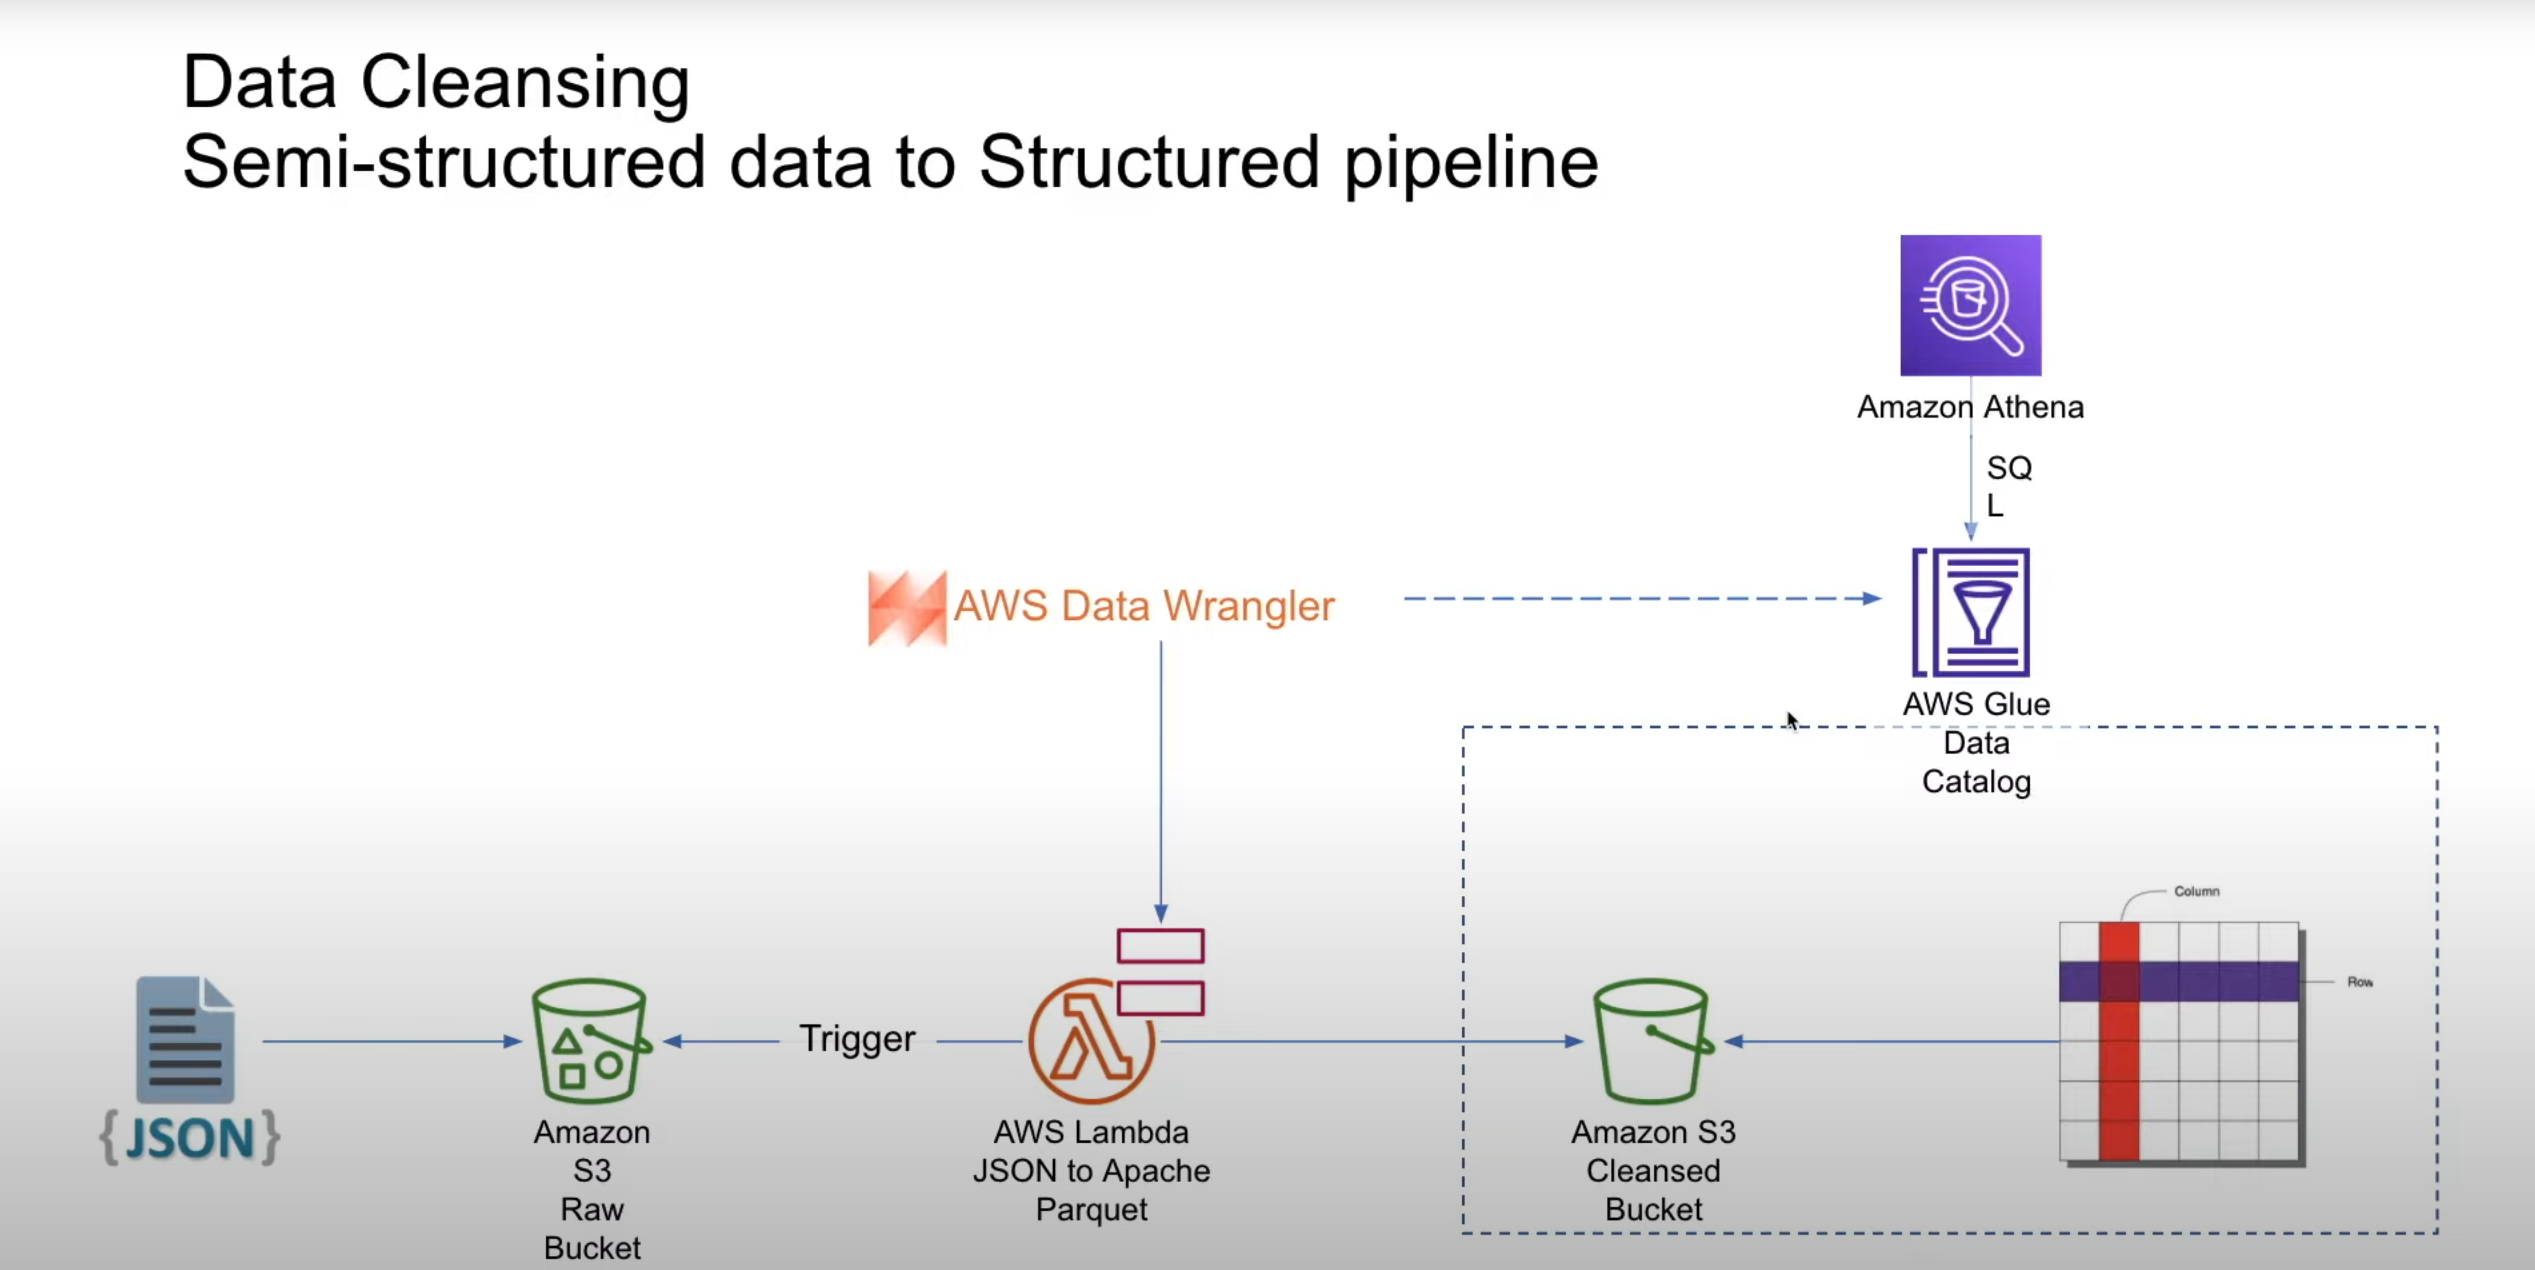 Data Cleansing
Semi-structured data to Structured pipeline
Amazon Athena
SQ
L
AWS Data Wrangler
AWS Glue
Data
Catalog
Column
Row
{JSON}
Amazon
S3
Raw
Bucket
Trigger
AWS Lambda
JSON to Apache
Parquet
Amazon S3
Cleansed
Bucket